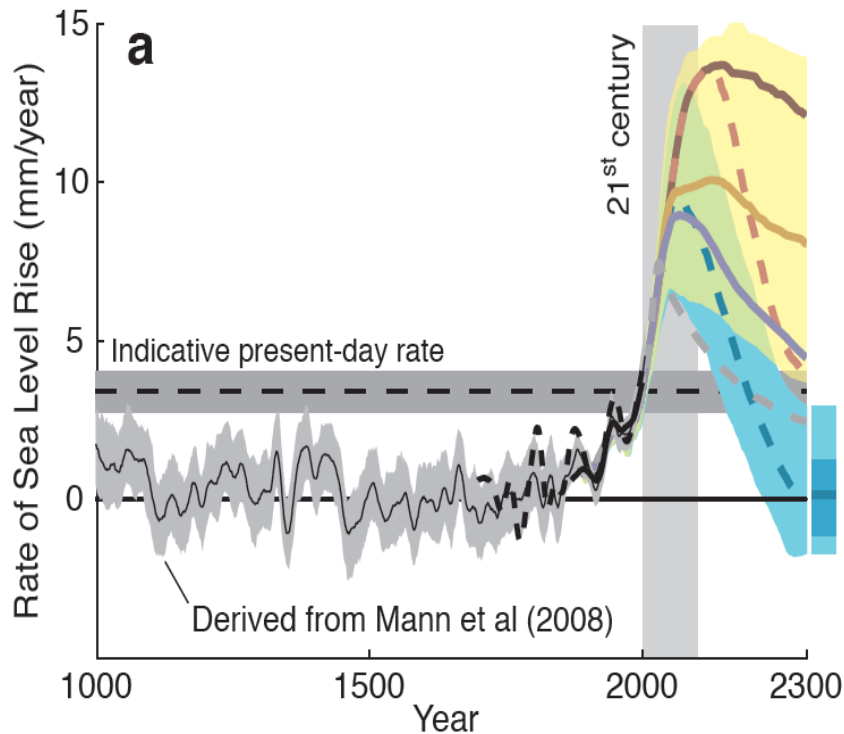 a
15
10
5
0
Rate of Sea Level Rise (mm/year)
21st century
Indicative present-day rate
Derived from Mann et al (2008)
1000
1500
2000
2300
Year